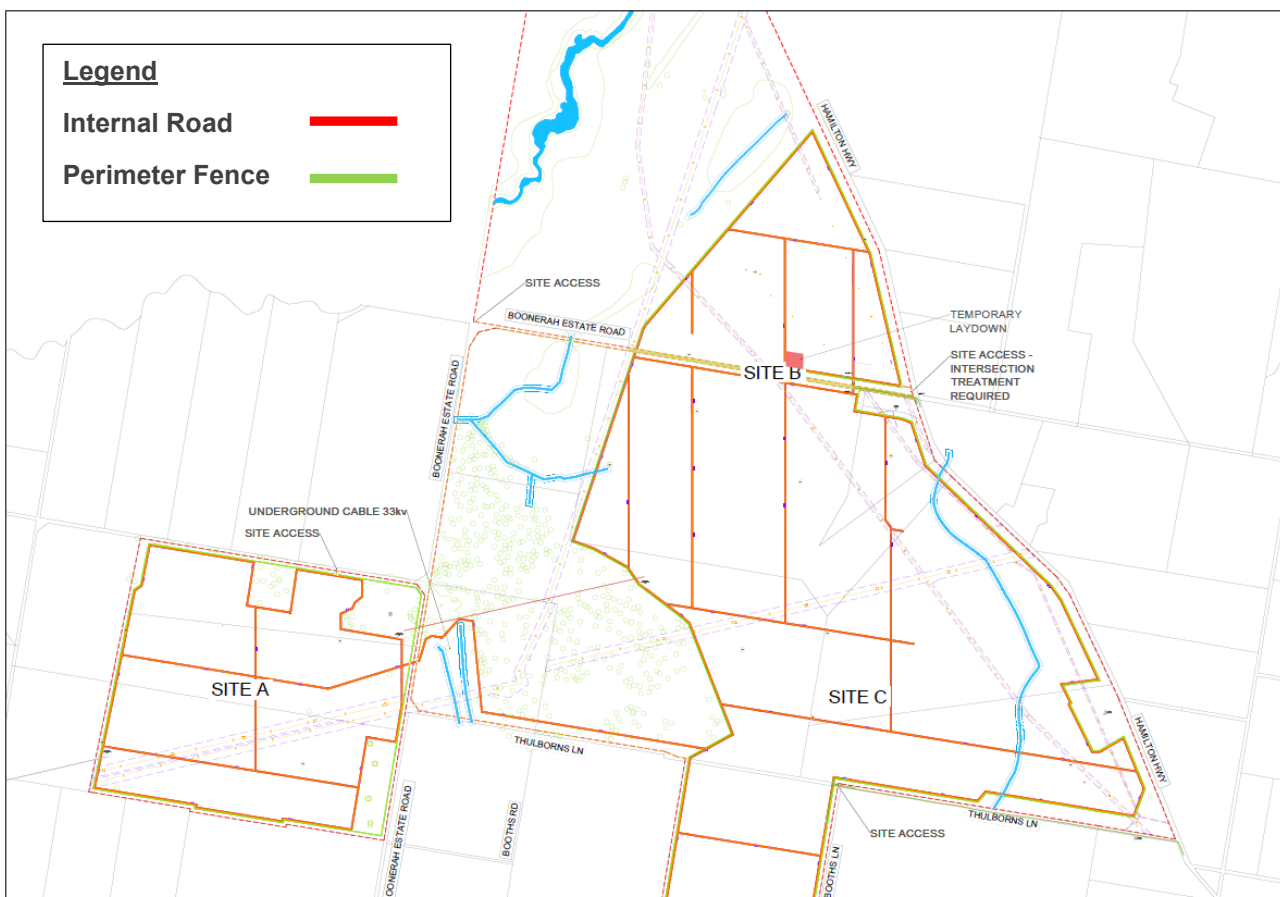 Legend
Internal Road
Perimeter Fence
HAMILTON HWY
SITE ACCESS
BOONERAH ESTATE ROAD
TEMPORARY
LAYDOWN
SITE ACCESS -
INTERSECTION
TREATMENT
REQUIRED
SITE B
BOONERAH ESTATE ROAD
UNDERGROUND CABLE 33kv
SITE ACCESS
SITE A
SITE C
HAMILTON HWY
THULBORNS LN
THULBORNS LN
SITE ACCESS
BOONERAH ESTATE ROAD
BOOTHS RD
BOOTHS LN